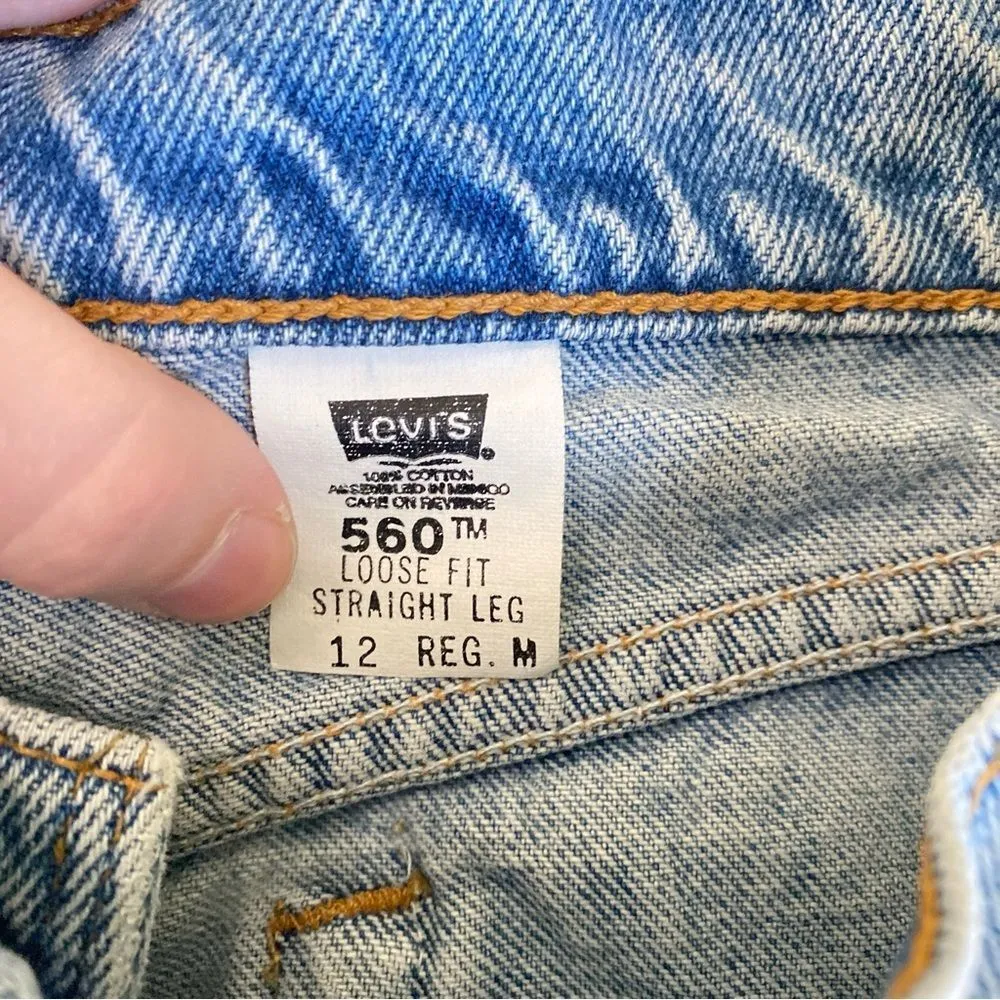 LEVI'S
100% COTTON
ASSEMBLED IN MEXICO
CARE ON REVERSE
560™
LOOSE FIT
STRAIGHT LEG
12 REG. M